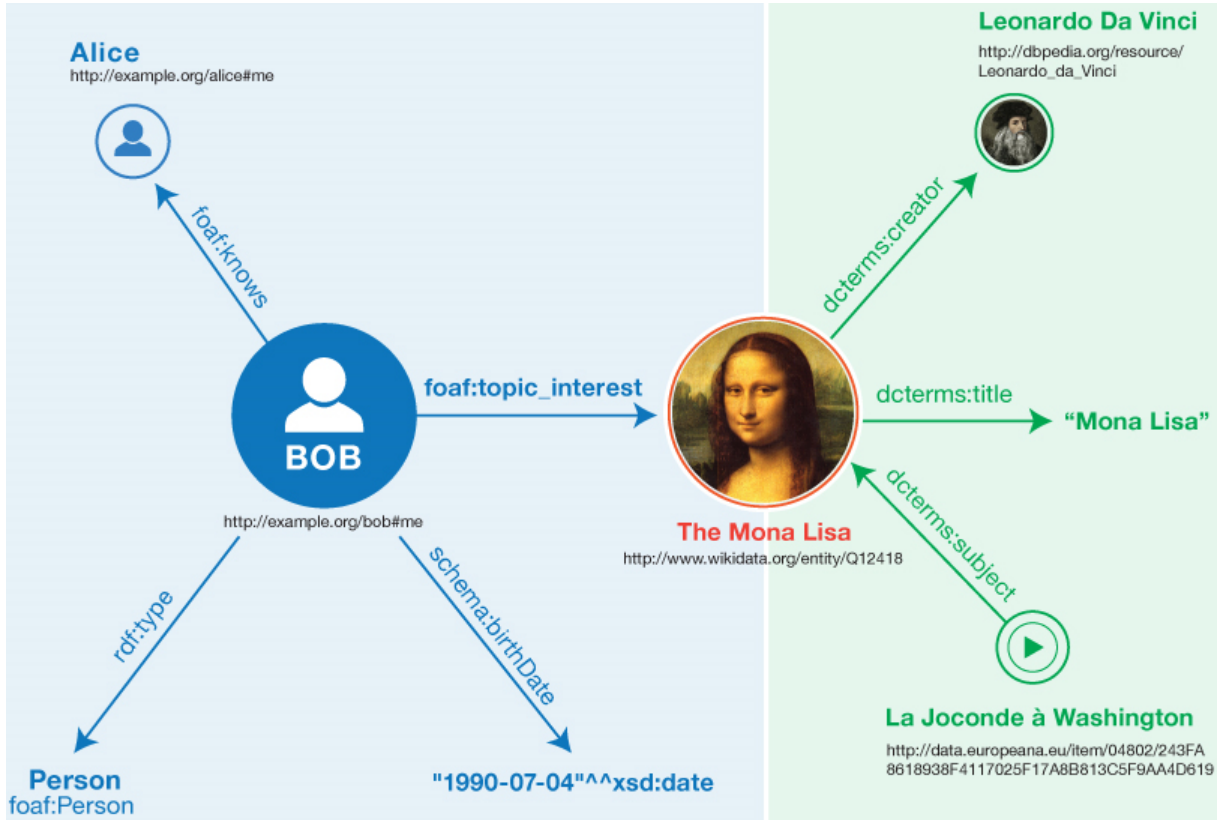 Alice
http://example.org/alice#me
foaf:knows
BOB
http://example.org/bob#me
foaf:topic_interest
rdf:type
schema:birthDate
Person
foaf:Person
"1990-07-04"^^xsd:date
The Mona Lisa
http://www.wikidata.org/entity/Q12418
Leonardo Da Vinci
http://dbpedia.org/resource/
Leonardo_da_Vinci
dcterms:creator
dcterms:title
“Mona Lisa”
dcterms:subject
La Joconde à Washington
http://data.europeana.eu/item/04802/243FA
8618938F4117025F17A8B813C5F9AA4D619